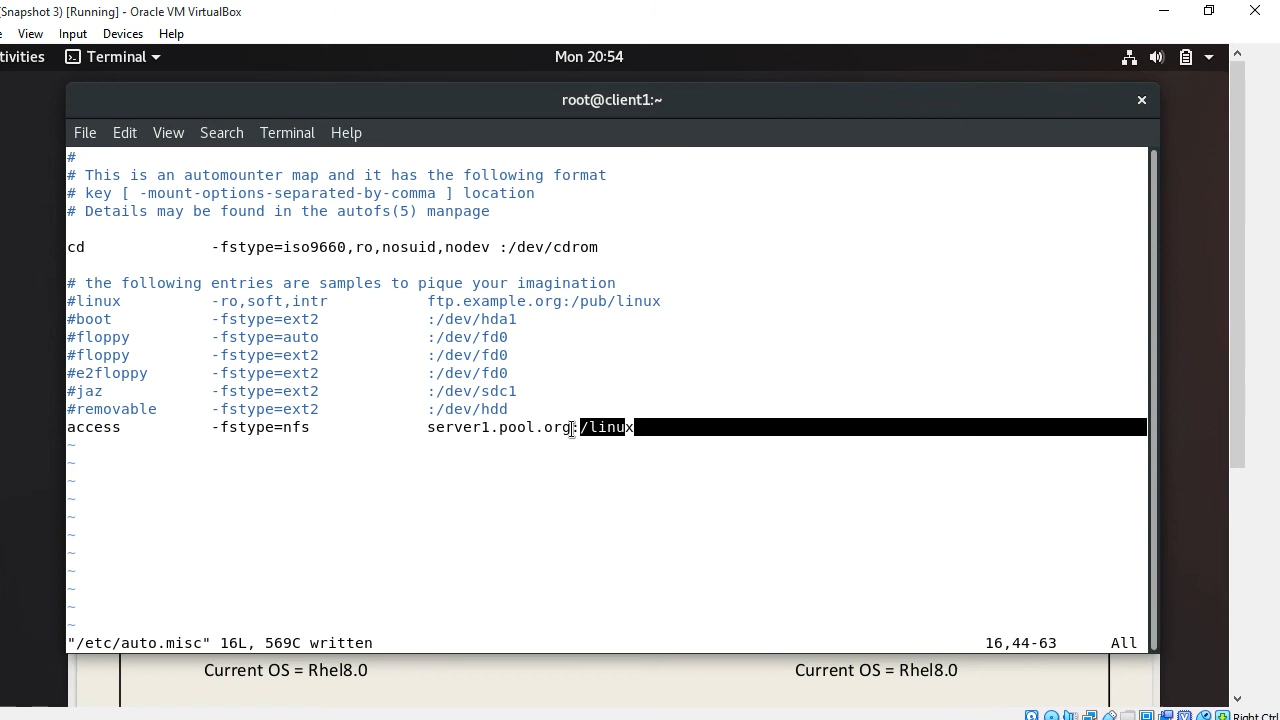 (Snapshot 3) [Running] - Oracle VM VirtualBox
View Input Devices Help
tivities Terminal Mon 20:54
root@client1:~
File Edit View Search Terminal Help
#
# This is an automounter map and it has the following format
# key [ -mount-options-separated-by-comma ] location
# Details may be found in the autofs(5) manpage
cd -fstype=iso9660,ro,nosuid,nodev :/dev/cdrom
# the following entries are samples to pique your imagination
#linux -ro,soft,intr ftp.example.org:/pub/linux
#boot -fstype=ext2 :/dev/hda1
#floppy -fstype=auto :/dev/fd0
#floppy -fstype=ext2 :/dev/fd0
#e2floppy -fstype=ext2 :/dev/fd0
#jaz -fstype=ext2 :/dev/sdc1
#removable -fstype=ext2 :/dev/hdd
access -fstype=nfs server1.pool.org:/linux
~
~
~
~
~
~
~
~
~
~
~
"/etc/auto.misc" 16L, 569C written 16,44-63 All
Current OS = Rhel8.0 Current OS = Rhel8.0
Right Ctrl